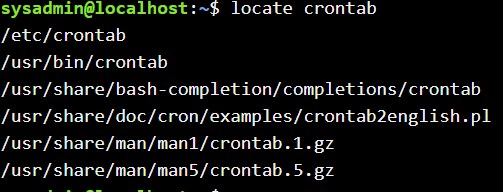 sysadmin@localhost:~$ locate crontab
/etc/crontab
/usr/bin/crontab
/usr/share/bash-completion/completions/crontab
/usr/share/doc/cron/examples/crontab2english.pl
/usr/share/man/man1/crontab.1.gz
/usr/share/man/man5/crontab.5.gz